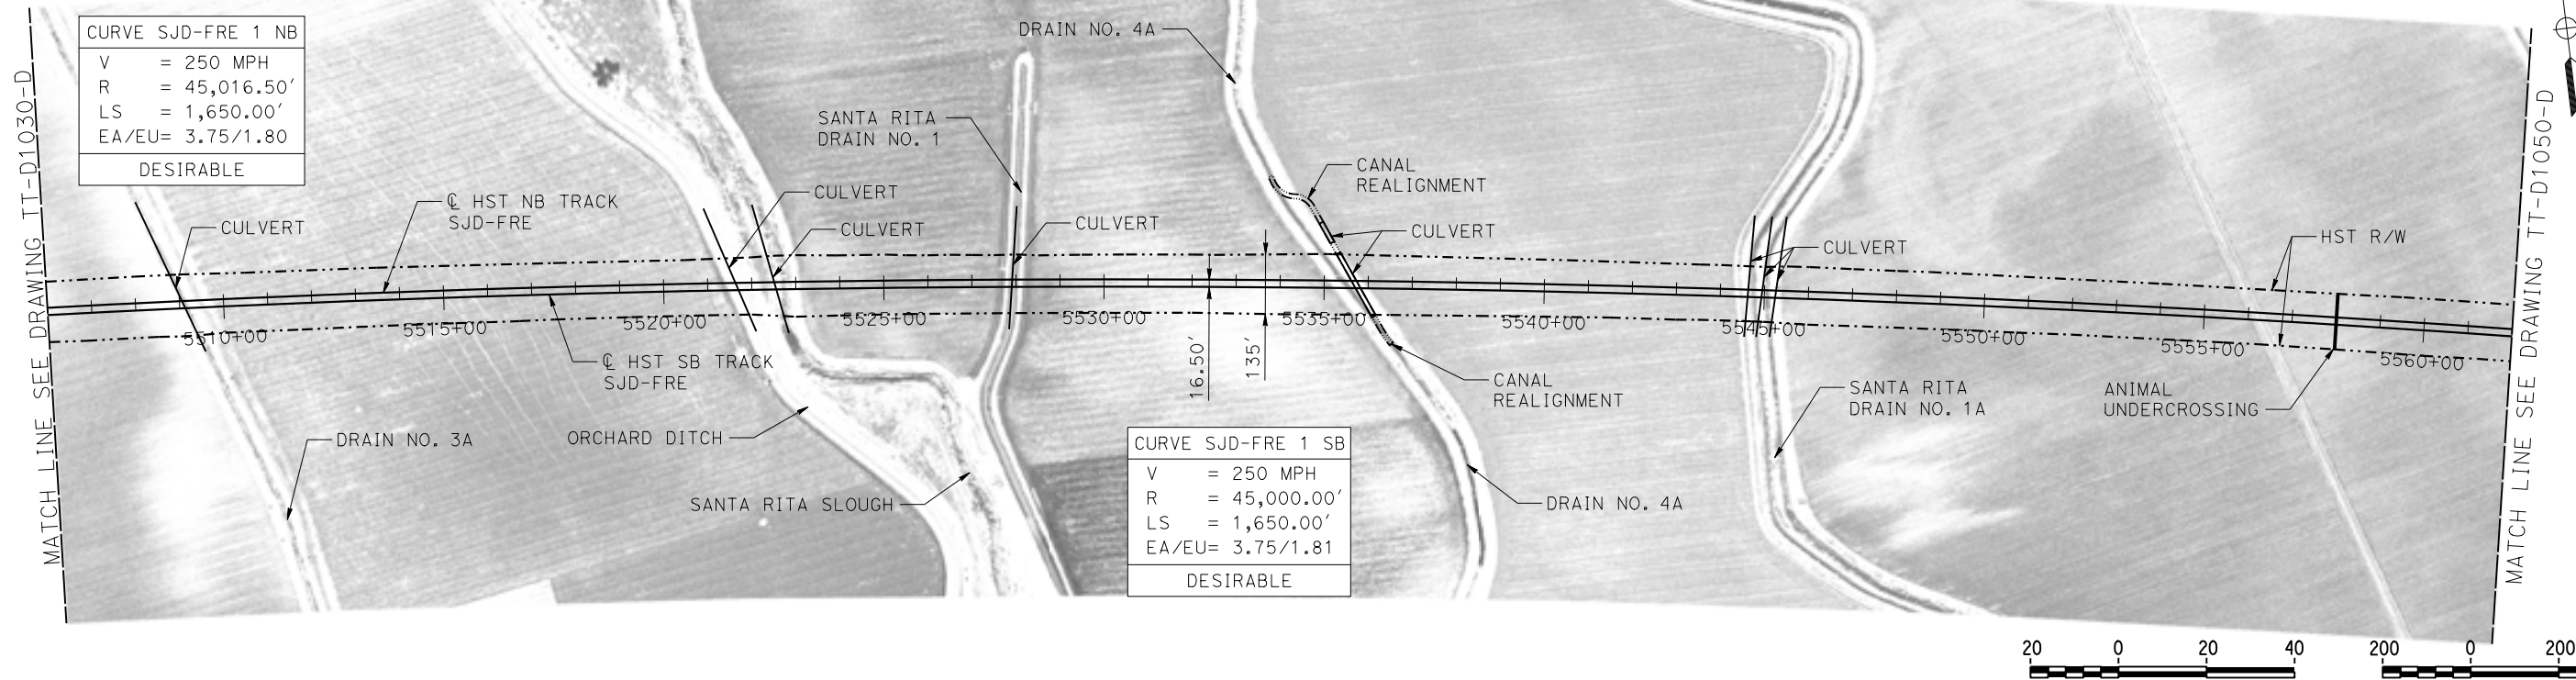 CURVE SJD-FRE 1 NB
V = 250 MPH
R = 45,016.50'
LS = 1,650.00'
EA/EU= 3.75/1.80
DESIRABLE
MATCH LINE SEE DRAWING TT-D1030-D
CULVERT
℄ HST NB TRACK
SJD-FRE
DRAIN NO. 4A
SANTA RITA
DRAIN NO. 1
CULVERT
CULVERT
CULVERT
CANAL
REALIGNMENT
CULVERT
CULVERT
HST R/W
5510+00
5515+00
5520+00
5525+00
5530+00
5535+00
5540+00
5545+00
5550+00
5555+00
5560+00
16.50'
135'
℄ HST SB TRACK
SJD-FRE
CANAL
REALIGNMENT
SANTA RITA
DRAIN NO. 1A
ANIMAL
UNDERCROSSING
DRAIN NO. 3A
ORCHARD DITCH
SANTA RITA SLOUGH
CURVE SJD-FRE 1 SB
V = 250 MPH
R = 45,000.00'
LS = 1,650.00'
EA/EU= 3.75/1.81
DESIRABLE
DRAIN NO. 4A
MATCH LINE SEE DRAWING TT-D1050-D
20 0 20 40
200 0 200